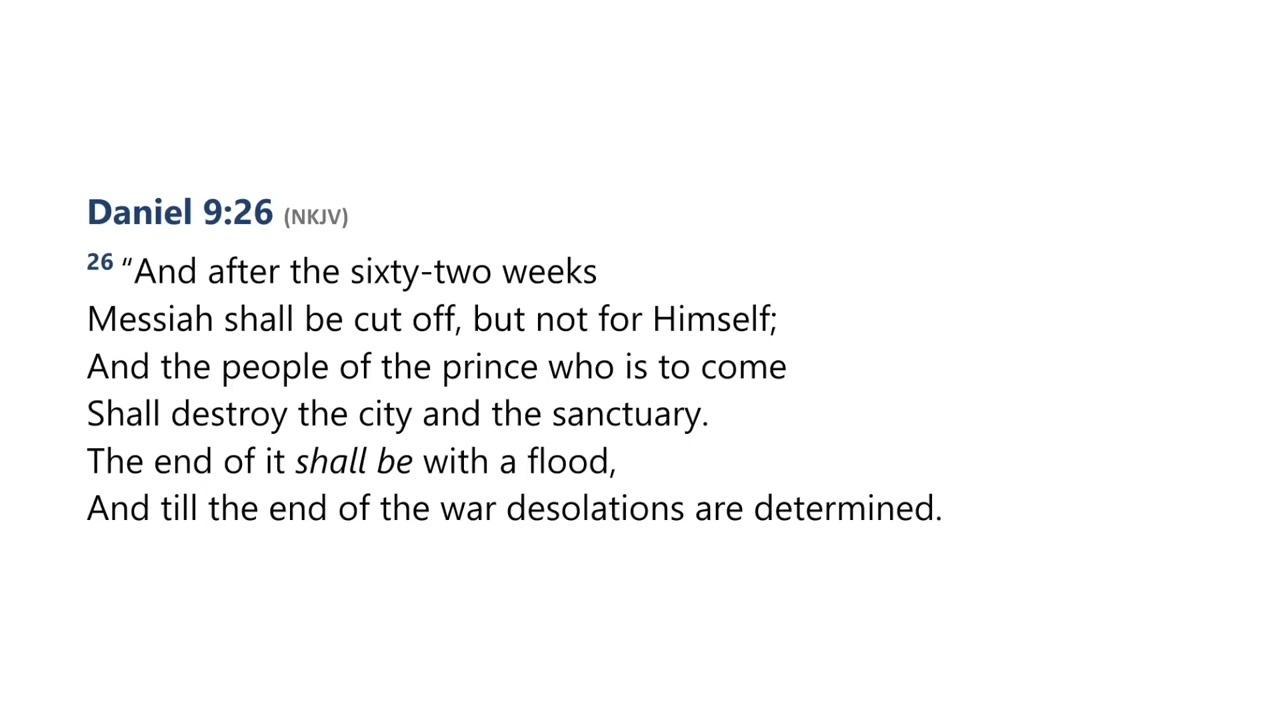 Daniel 9:26 (NKJV)
26 “And after the sixty-two weeks
Messiah shall be cut off, but not for Himself;
And the people of the prince who is to come
Shall destroy the city and the sanctuary.
The end of it shall be with a flood,
And till the end of the war desolations are determined.